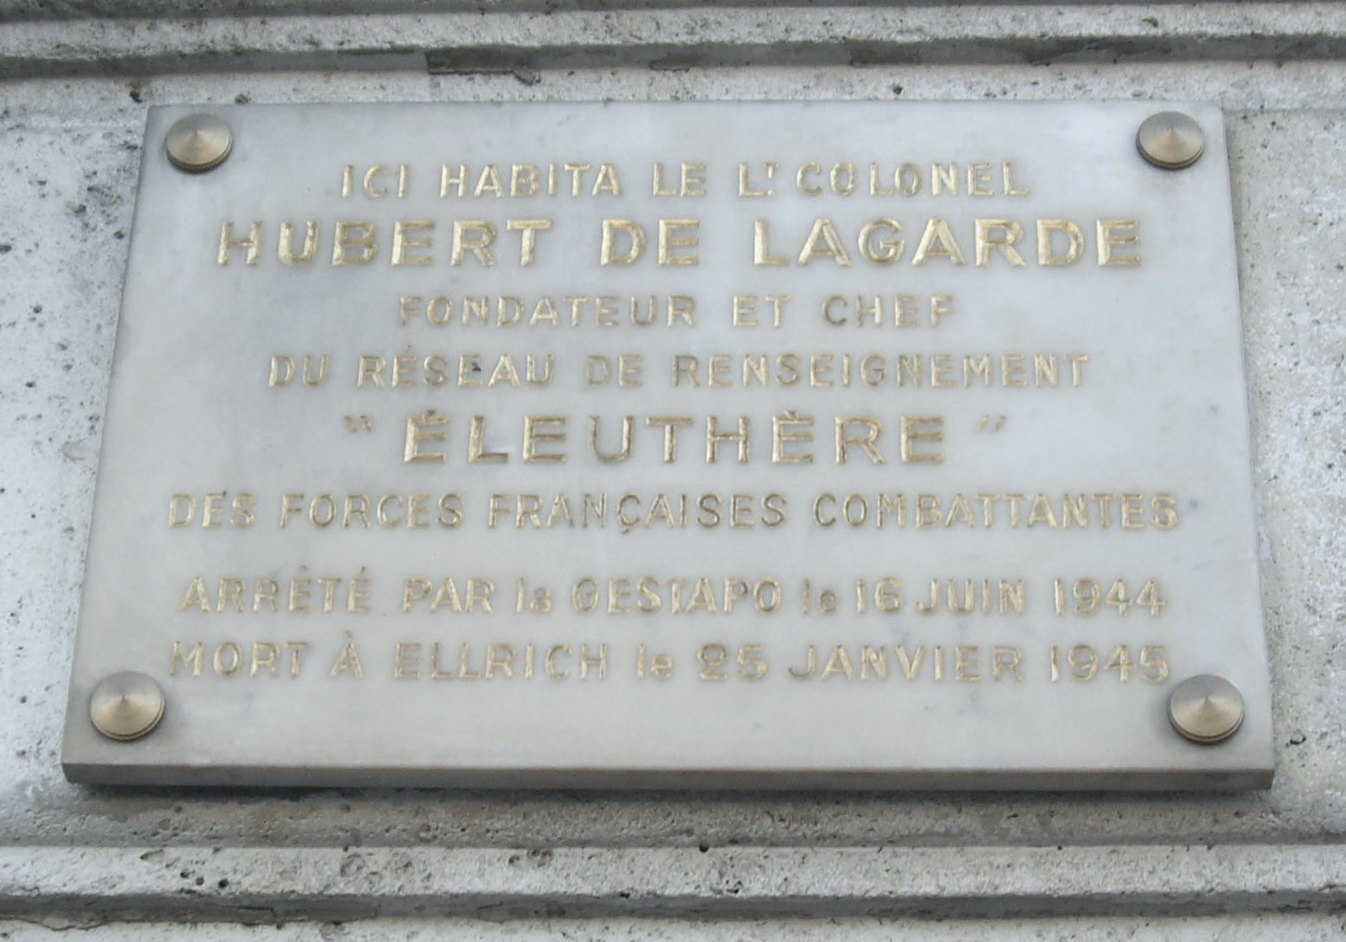 ICI HABITA LE LT. COLONEL
HUBERT DE LAGARDE
FONDATEUR ET CHEF
DU RÉSEAU DE RENSEIGNEMENT
" ÉLEUTHÈRE "
DES FORCES FRANÇAISES COMBATTANTES
ARRÊTÉ PAR la GESTAPO le 16 JUIN 1944
MORT À ELLRICH le 25 JANVIER 1945